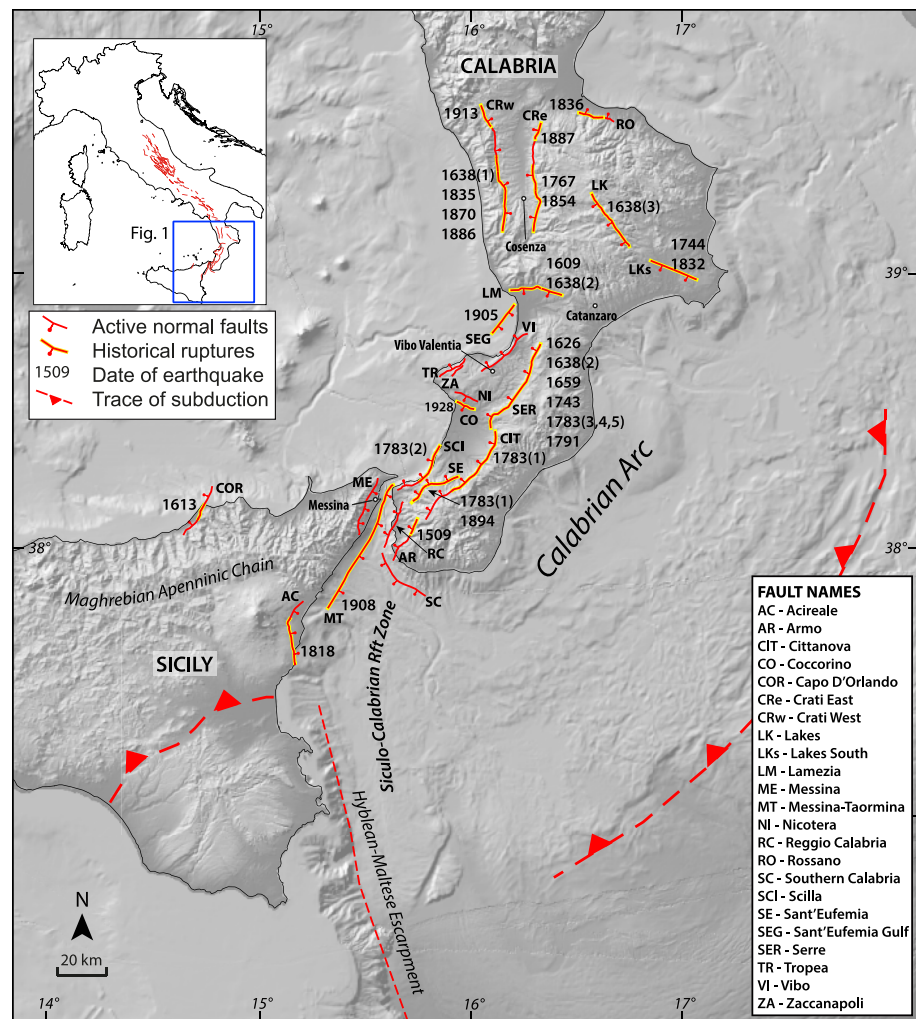 15°
16°
17°
CALABRIA
CRw
1913
CRe
1887
1836
RO
1638(1)
1835
1870
1886
1767
1854
LK
1638(3)
Cosenza
1744
1832
LKs
39°
1609
1638(2)
LM
Catanzaro
1905
SEG
VI
Vibo Valentia
TR
ZA
NI
1928
CO
SER
1626
1638(2)
1659
1743
1783(3,4,5)
1791
SCl
1783(2)
CIT
1783(1)
SE
1783(1)
1894
ME
Messina
COR
1613
1509
RC
AR
38°
Calabrian Arc
Maghrebian Apenninic Chain
SC
AC
1908
MT
1818
SICILY
Siculo-Calabrian Rft Zone
Hyblean-Maltese Escarpment
Fig. 1
Active normal faults
Historical ruptures
1509 Date of earthquake
Trace of subduction
FAULT NAMES
AC - Acireale
AR - Armo
CIT - Cittanova
CO - Coccorino
COR - Capo D'Orlando
CRe - Crati East
CRw - Crati West
LK - Lakes
LKs - Lakes South
LM - Lamezia
ME - Messina
MT - Messina-Taormina
NI - Nicotera
RC - Reggio Calabria
RO - Rossano
SC - Southern Calabria
SCl - Scilla
SE - Sant'Eufemia
SEG - Sant'Eufemia Gulf
SER - Serre
TR - Tropea
VI - Vibo
ZA - Zaccanapoli
N
20 km
14°
15°
16°
17°